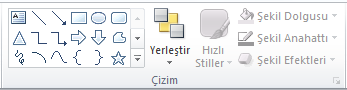 Yerleştir
Hızlı
Stiller
Şekil Dolgusu
Şekil Anahattı
Şekil Efektleri
Çizim